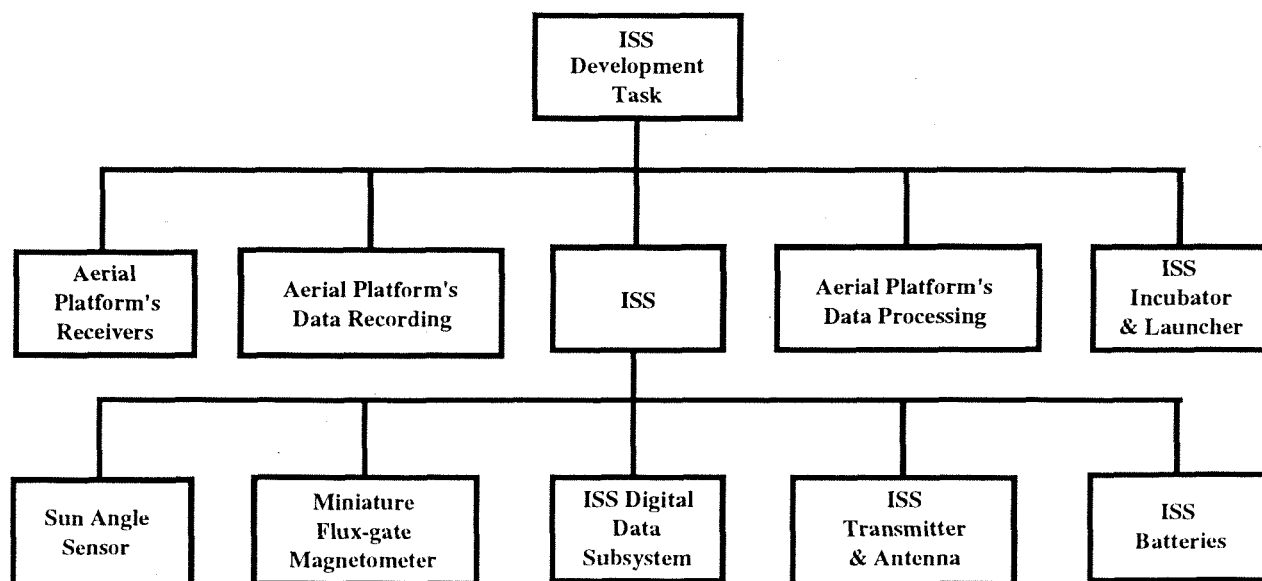 ISS
Development
Task
Aerial
Platform's
Receivers
Aerial Platform's
Data Recording
ISS
Aerial Platform's
Data Processing
ISS
Incubator
& Launcher
Sun Angle
Sensor
Miniature
Flux-gate
Magnetometer
ISS Digital
Data
Subsystem
ISS
Transmitter
& Antenna
ISS
Batteries